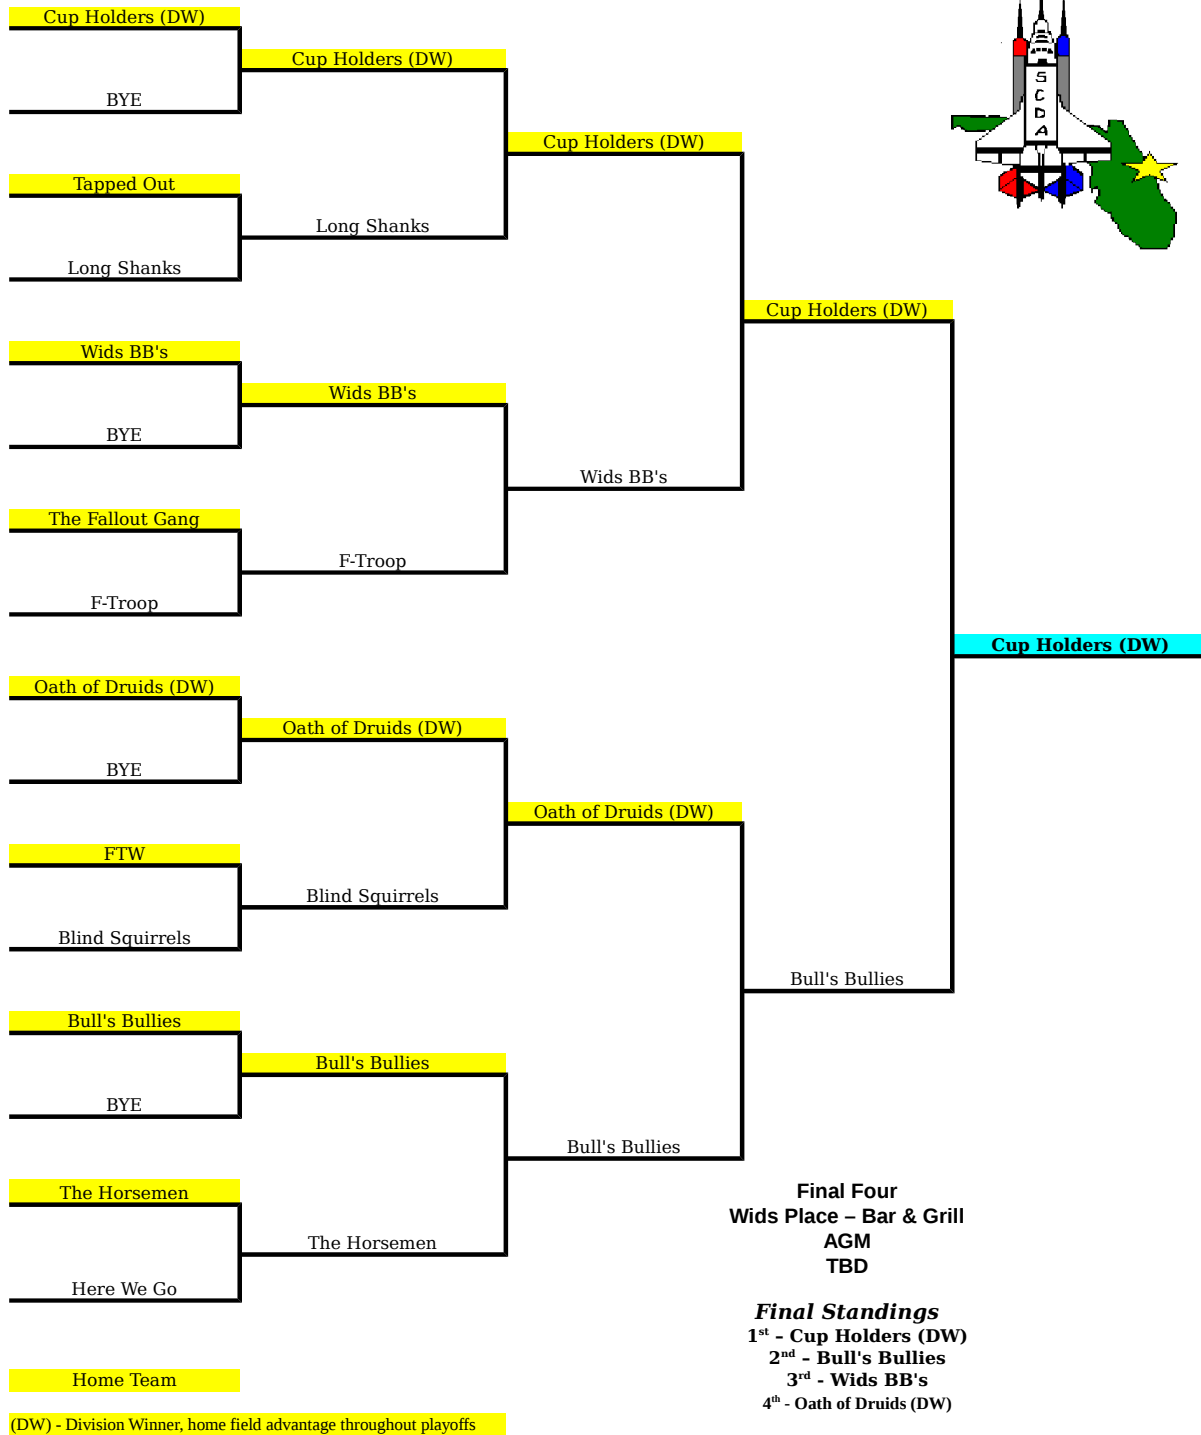 Cup Holders (DW)
BYE
Tapped Out
Long Shanks
Wids BB's
BYE
The Fallout Gang
F-Troop
Oath of Druids (DW)
BYE
FTW
Blind Squirrels
Bull's Bullies
BYE
The Horsemen
Here We Go
Cup Holders (DW)
Long Shanks
Wids BB's
F-Troop
Oath of Druids (DW)
Blind Squirrels
Bull's Bullies
The Horsemen
Cup Holders (DW)
Wids BB's
Oath of Druids (DW)
Bull's Bullies
Cup Holders (DW)
Bull's Bullies
Cup Holders (DW)
SCDA
Final Four
Wids Place – Bar & Grill
AGM
TBD
Final Standings
1st – Cup Holders (DW)
2nd – Bull's Bullies
3rd - Wids BB's
4th - Oath of Druids (DW)
Home Team
(DW) - Division Winner, home field advantage throughout playoffs